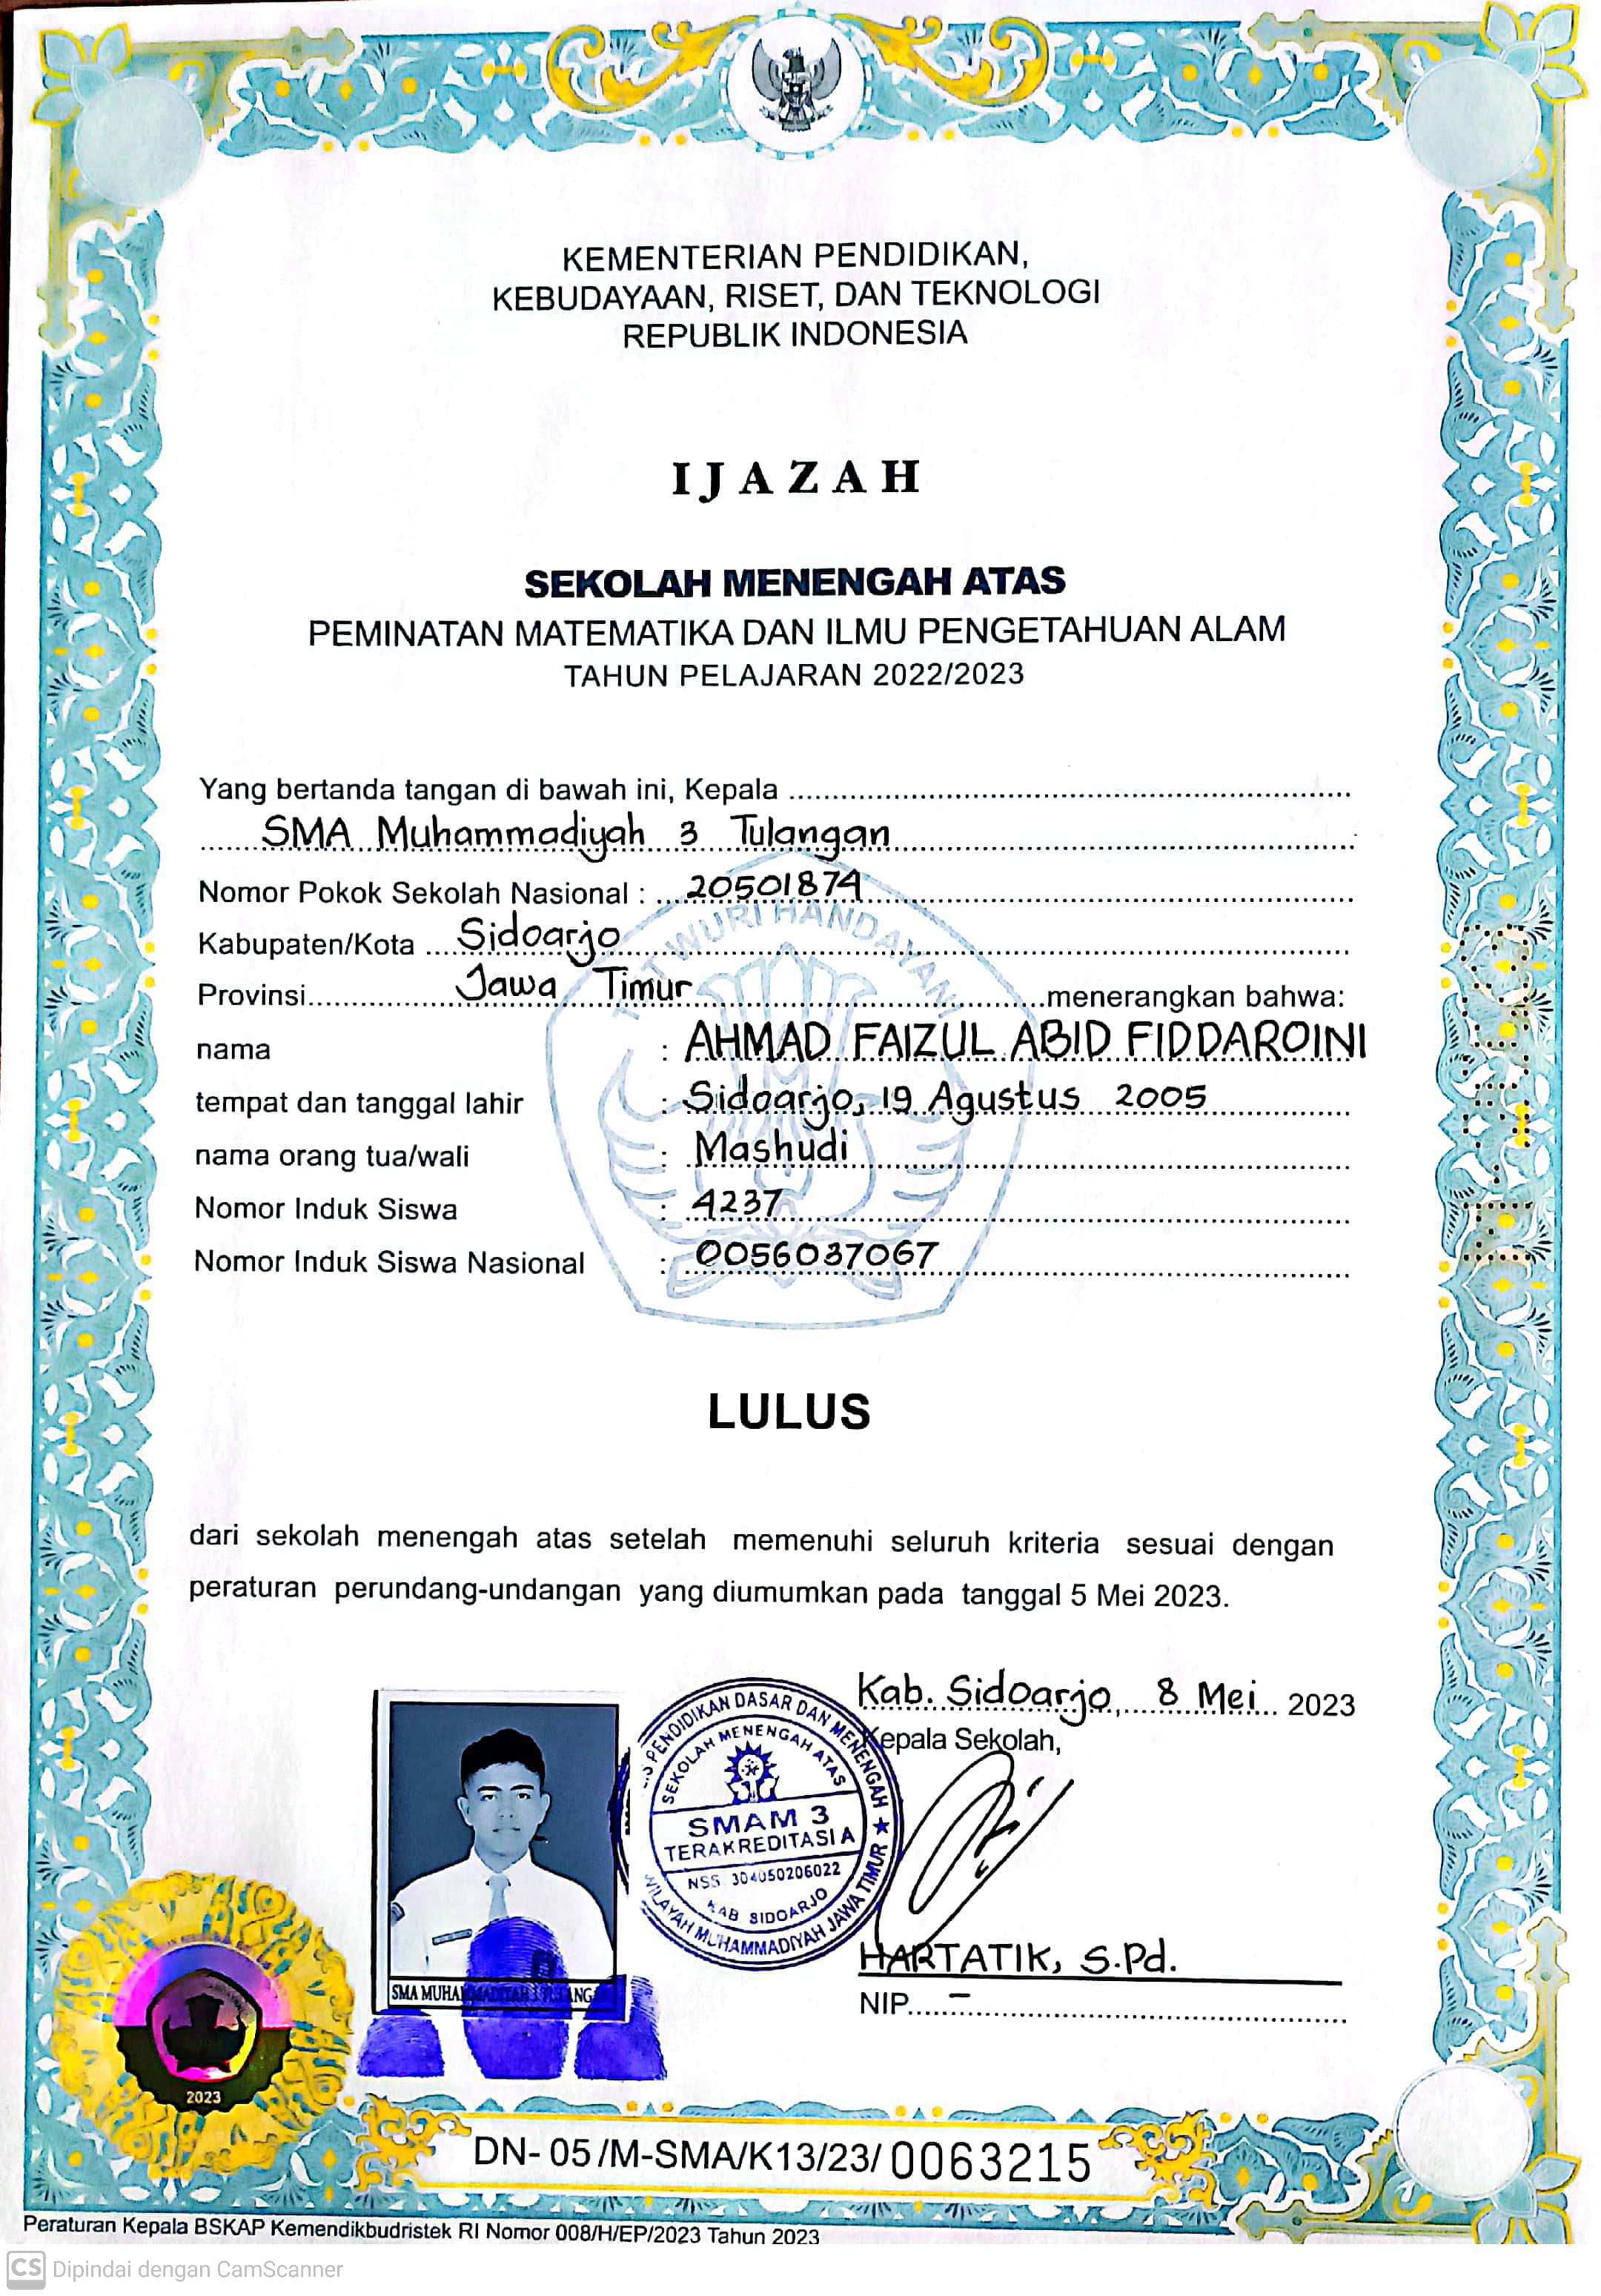 KEMENTERIAN PENDIDIKAN,
KEBUDAYAAN, RISET, DAN TEKNOLOGI
REPUBLIK INDONESIA
IJAZAH
SEKOLAH MENENGAH ATAS
PEMINATAN MATEMATIKA DAN ILMU PENGETAHUAN ALAM
TAHUN PELAJARAN 2022/2023
Yang bertanda tangan di bawah ini, Kepala
SMA Muhammadiyah 3 Tulangan
Nomor Pokok Sekolah Nasional : 20501874
TUT WURI HANDAYANI
Kabupaten/Kota Sidoarjo
Provinsi Jawa Timur menerangkan bahwa:
nama : AHMAD FAIZUL ABID FIDDAROINI
tempat dan tanggal lahir : Sidoarjo, 19 Agustus 2005
nama orang tua/wali : Mashudi
Nomor Induk Siswa : 4237
Nomor Induk Siswa Nasional : 0056037067
LULUS
dari sekolah menengah atas setelah memenuhi seluruh kriteria sesuai dengan
peraturan perundang-undangan yang diumumkan pada tanggal 5 Mei 2023.
Kab. Sidoarjo, 8 Mei 2023
Kepala Sekolah,
PENDIDIKAN DASAR DAN MENENGAH
SEKOLAH MENENGAH ATAS
SMAM 3
TERAKREDITASI A
NSS 304050206022
KAB SIDOARJO
WILAYAH MUHAMMADIYAH JAWA TIMUR
HARTATIK, S.Pd.
NIP. –
SMA MUHAMMADIYAH 3 TULANGAN
2023
DN- 05 /M-SMA/K13/23/ 0063215
Peraturan Kepala BSKAP Kemendikbudristek RI Nomor 008/H/EP/2023 Tahun 2023
CS Dipindai dengan CamScanner